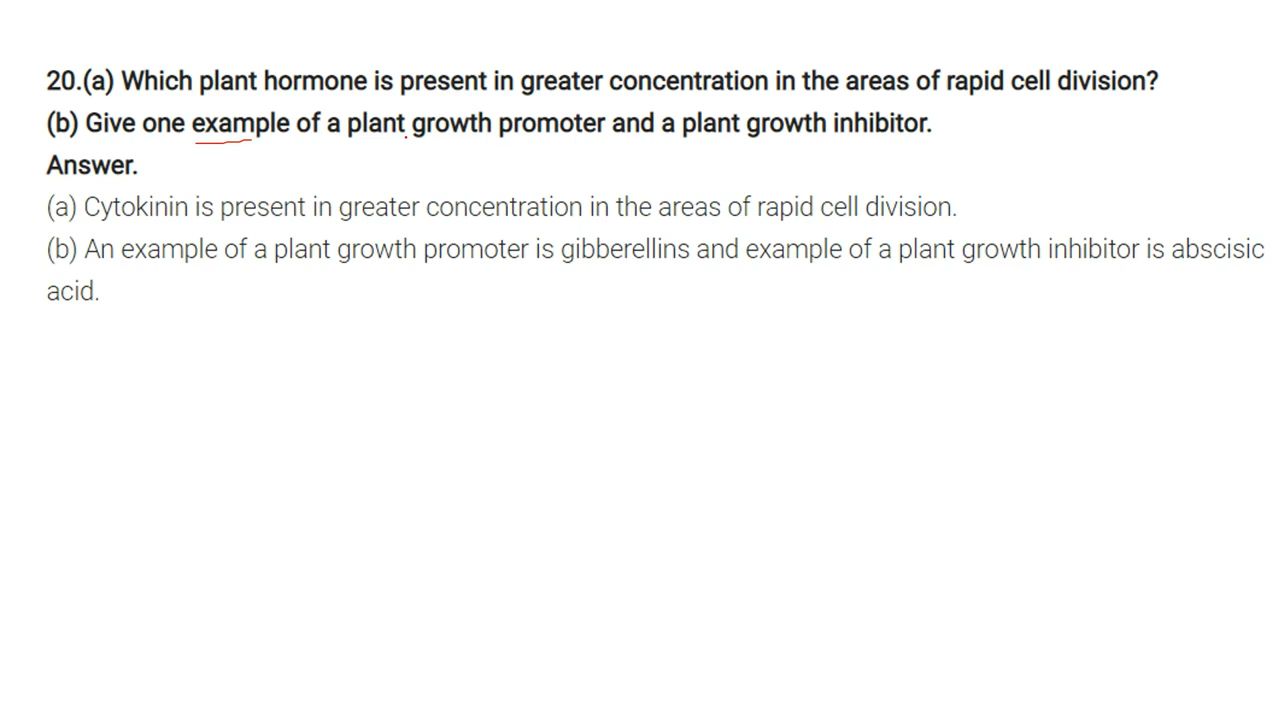 20.(a) Which plant hormone is present in greater concentration in the areas of rapid cell division?
(b) Give one example of a plant growth promoter and a plant growth inhibitor.
Answer.
(a) Cytokinin is present in greater concentration in the areas of rapid cell division.
(b) An example of a plant growth promoter is gibberellins and example of a plant growth inhibitor is abscisic
acid.